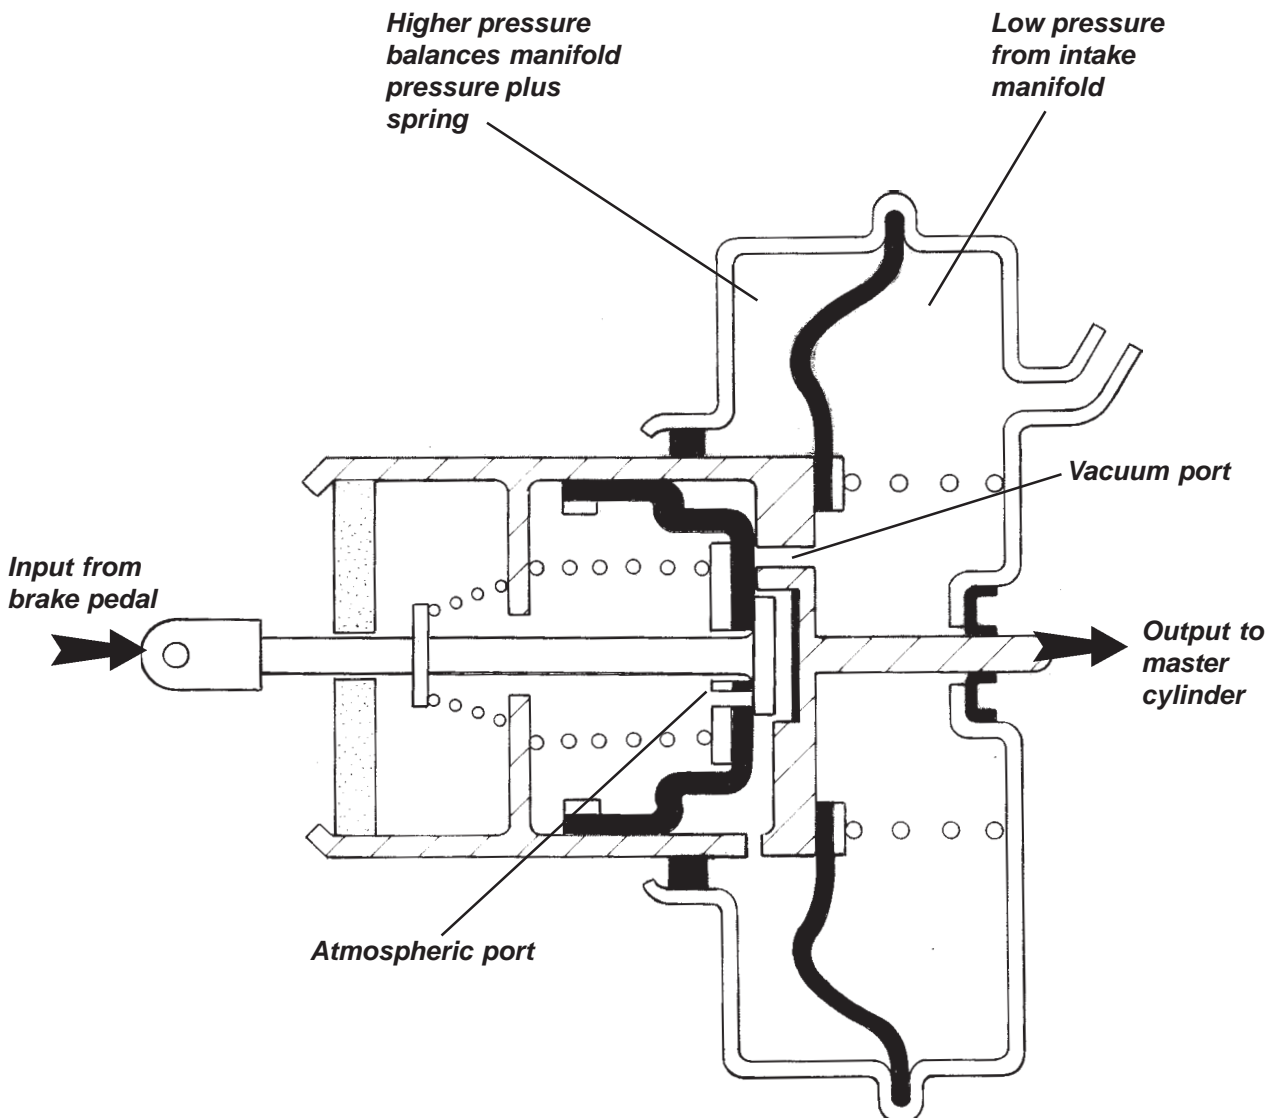 Higher pressure
balances manifold
pressure plus
spring
Low pressure
from intake
manifold
Vacuum port
Input from
brake pedal
Output to
master
cylinder
Atmospheric port